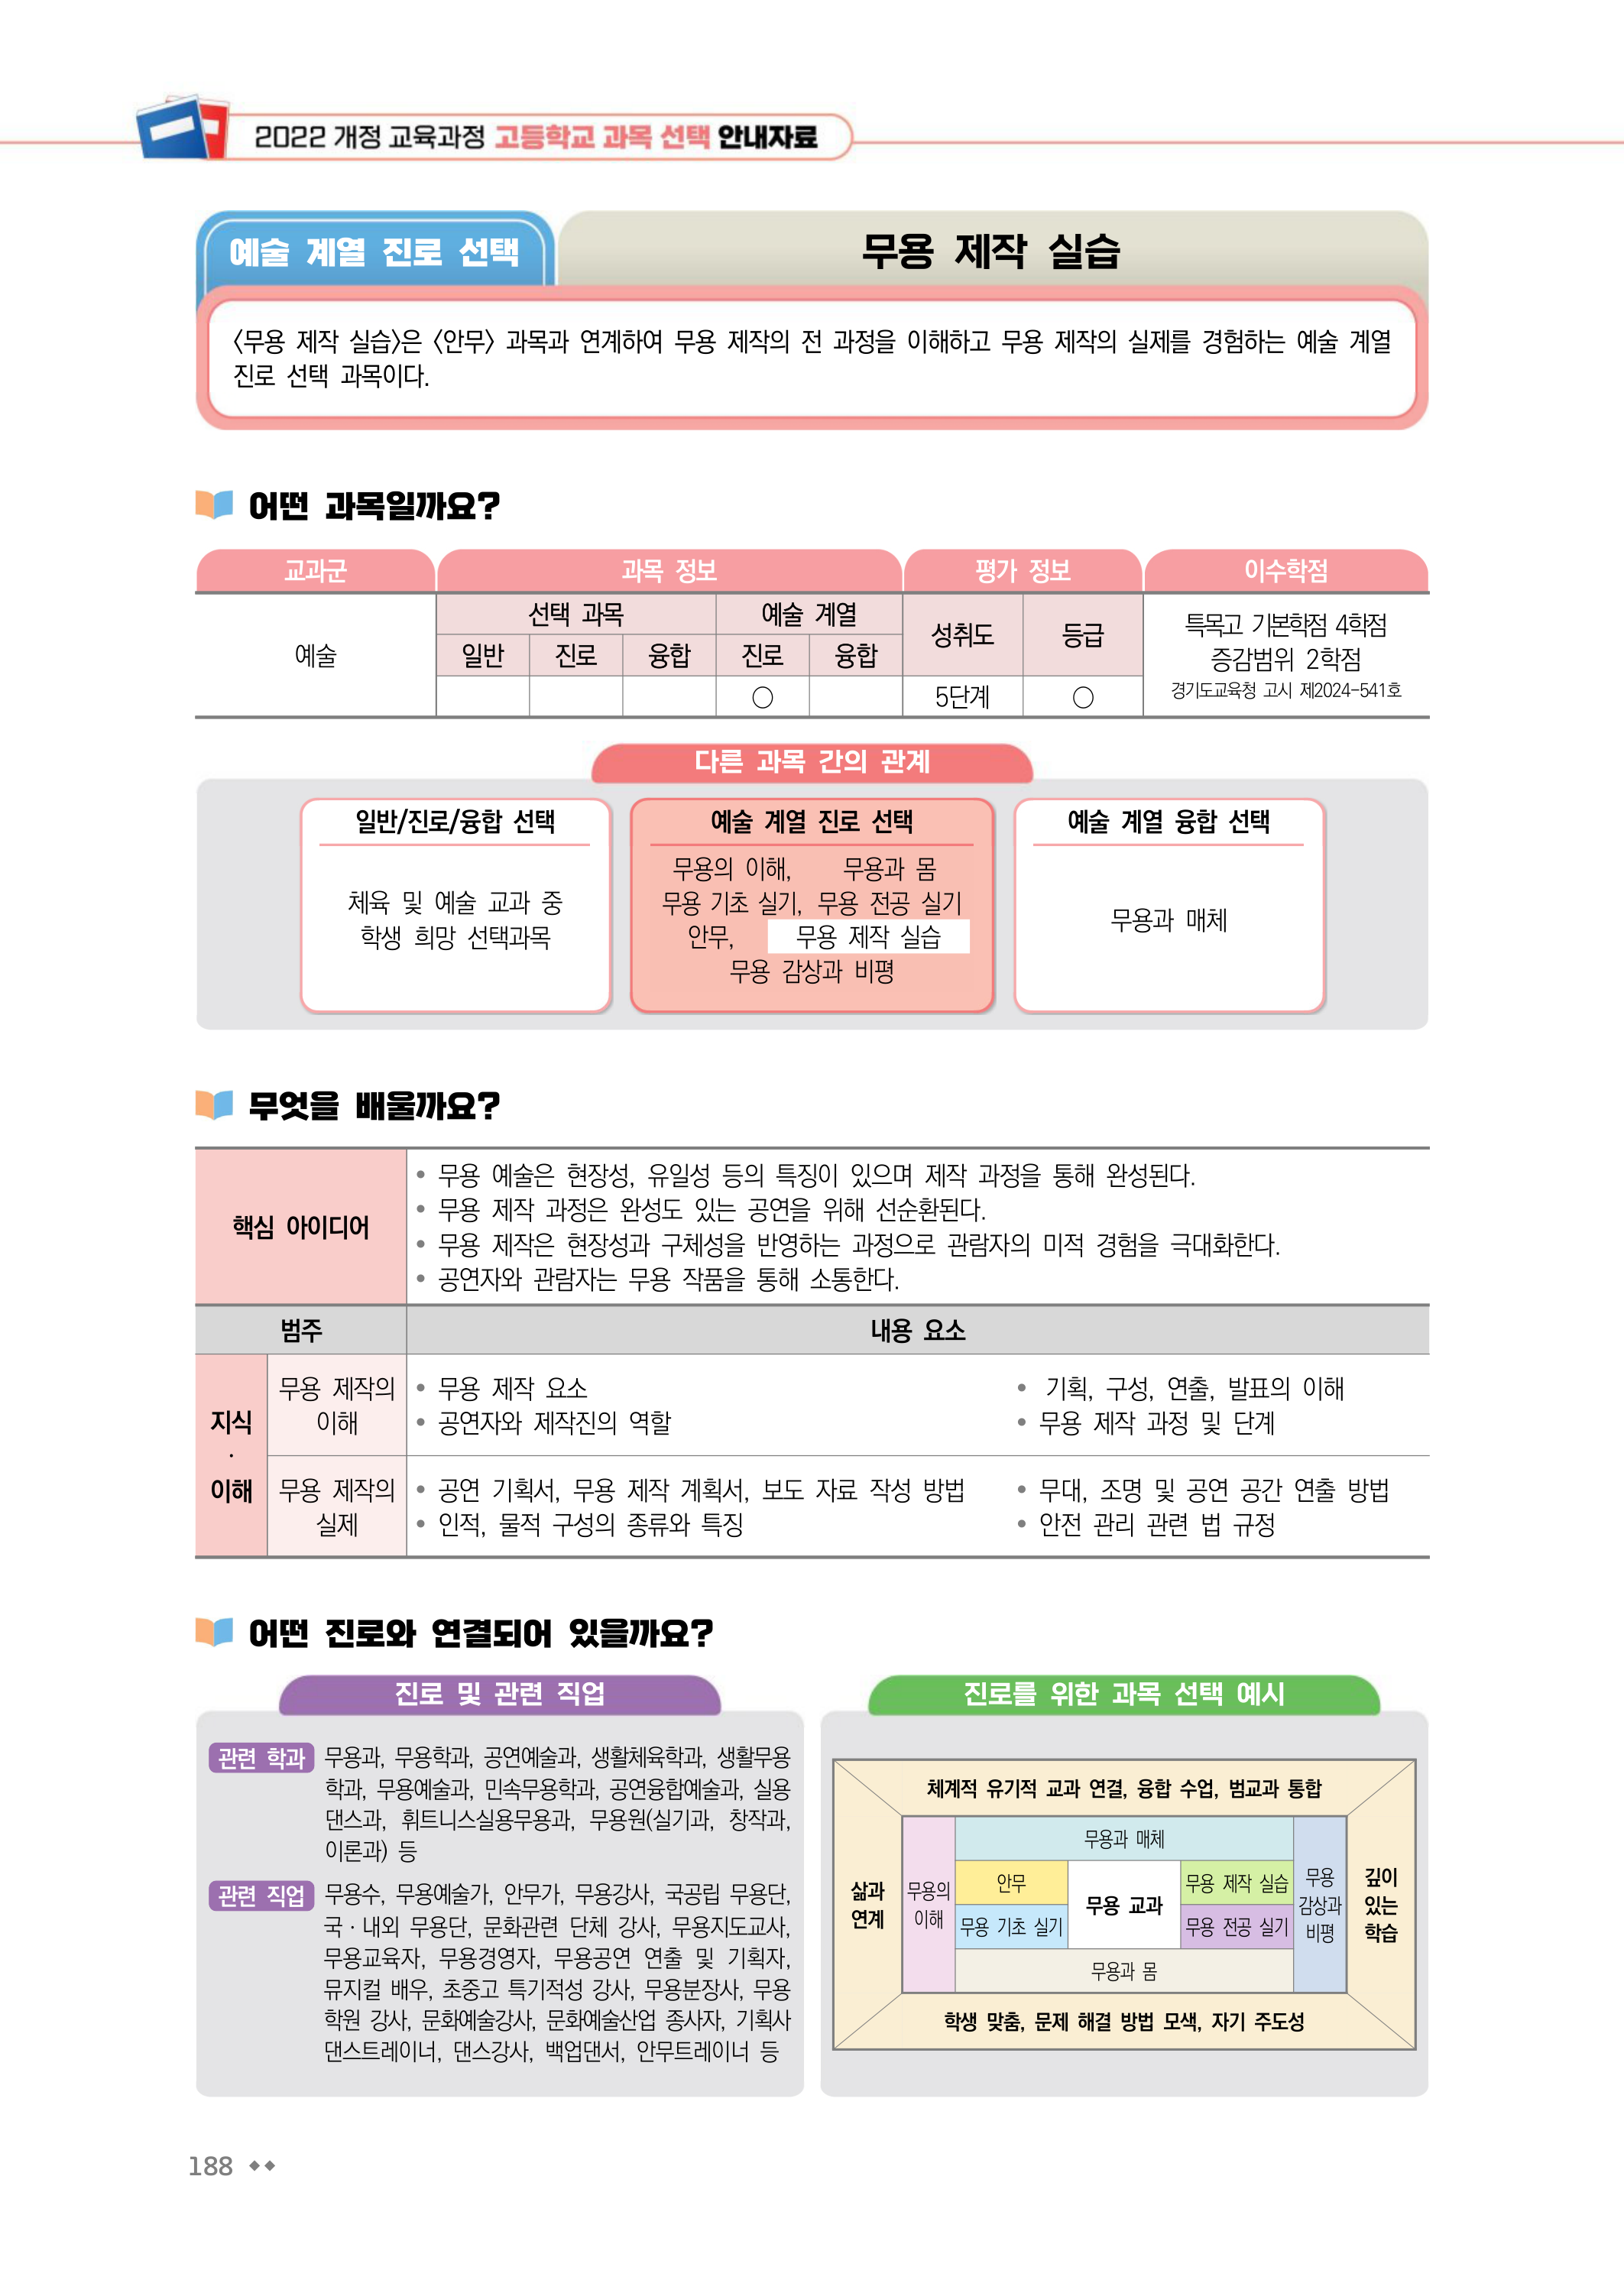 2022 개정 교육과정 고등학교 과목 선택 안내자료
예술 계열 진로 선택
무용 제작 실습
〈무용 제작 실습〉은 〈안무〉 과목과 연계하여 무용 제작의 전 과정을 이해하고 무용 제작의 실제를 경험하는 예술 계열
진로 선택 과목이다.
어떤 과목일까요?
교과군 과목 정보 평가 정보 이수학점
선택 과목 예술 계열
성취도 등급
일반 진로 융합 진로 융합
예술
○ 5단계 ○
특목고 기본학점 4학점
증감범위 2학점
경기도교육청 고시 제2024-541호
다른 과목 간의 관계
일반/진로/융합 선택
체육 및 예술 교과 중
학생 희망 선택과목
예술 계열 진로 선택
무용의 이해, 무용과 몸
무용 기초 실기, 무용 전공 실기
안무, 무용 제작 실습
무용 감상과 비평
예술 계열 융합 선택
무용과 매체
무엇을 배울까요?
핵심 아이디어
• 무용 예술은 현장성, 유일성 등의 특징이 있으며 제작 과정을 통해 완성된다.
• 무용 제작 과정은 완성도 있는 공연을 위해 선순환된다.
• 무용 제작은 현장성과 구체성을 반영하는 과정으로 관람자의 미적 경험을 극대화한다.
• 공연자와 관람자는 무용 작품을 통해 소통한다.
범주 내용 요소
지식
·
이해
무용 제작의
이해
• 무용 제작 요소 • 기획, 구성, 연출, 발표의 이해
• 공연자와 제작진의 역할 • 무용 제작 과정 및 단계
무용 제작의
실제
• 공연 기획서, 무용 제작 계획서, 보도 자료 작성 방법 • 무대, 조명 및 공연 공간 연출 방법
• 인적, 물적 구성의 종류와 특징 • 안전 관리 관련 법 규정
어떤 진로와 연결되어 있을까요?
진로 및 관련 직업
관련 학과 무용과, 무용학과, 공연예술과, 생활체육학과, 생활무용
학과, 무용예술과, 민속무용학과, 공연융합예술과, 실용
댄스과, 휘트니스실용무용과, 무용원(실기과, 창작과,
이론과) 등
관련 직업 무용수, 무용예술가, 안무가, 무용강사, 국공립 무용단,
국·내외 무용단, 문화관련 단체 강사, 무용지도교사,
무용교육자, 무용경영자, 무용공연 연출 및 기획자,
뮤지컬 배우, 초중고 특기적성 강사, 무용분장사, 무용
학원 강사, 문화예술강사, 문화예술산업 종사자, 기획사
댄스트레이너, 댄스강사, 백업댄서, 안무트레이너 등
진로를 위한 과목 선택 예시
체계적 유기적 교과 연결, 융합 수업, 범교과 통합
삶과
연계
무용의
이해
무용과 매체
안무
무용 기초 실기
무용 교과
무용 제작 실습
무용 전공 실기
무용과 몸
무용
감상과
비평
깊이
있는
학습
학생 맞춤, 문제 해결 방법 모색, 자기 주도성
188